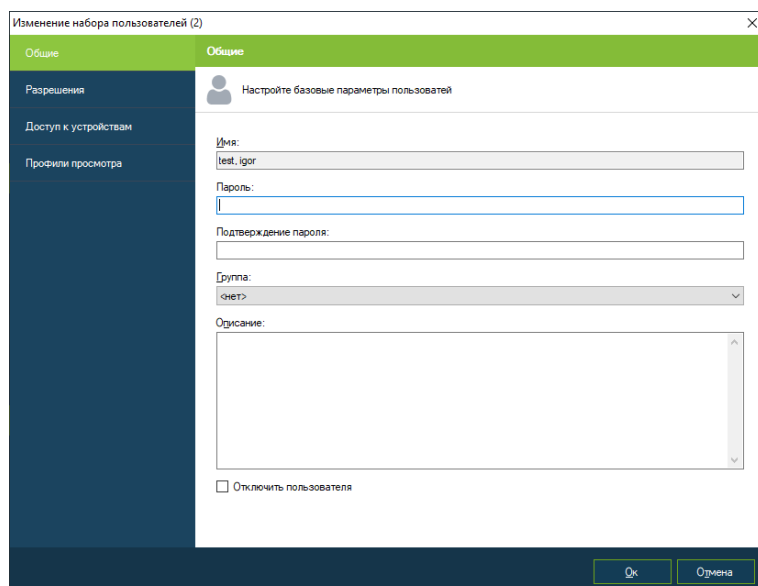 Изменение набора пользователей (2)
Общие
Разрешения
Доступ к устройствам
Профили просмотра
Общие
Настройте базовые параметры пользоватей
Имя:
test, igor
Пароль:
Подтверждение пароля:
Группа:
<нет>
Описание:
Отключить пользователя
Ок
Отмена